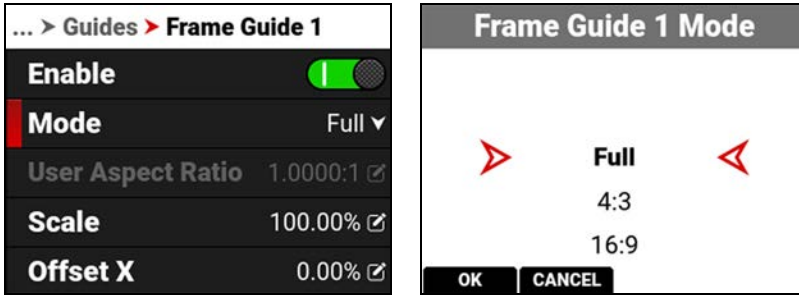 ... > Guides > Frame Guide 1
Enable
Mode Full
User Aspect Ratio 1.0000:1
Scale 100.00%
Offset X 0.00%
Frame Guide 1 Mode
Full
4:3
16:9
OK CANCEL